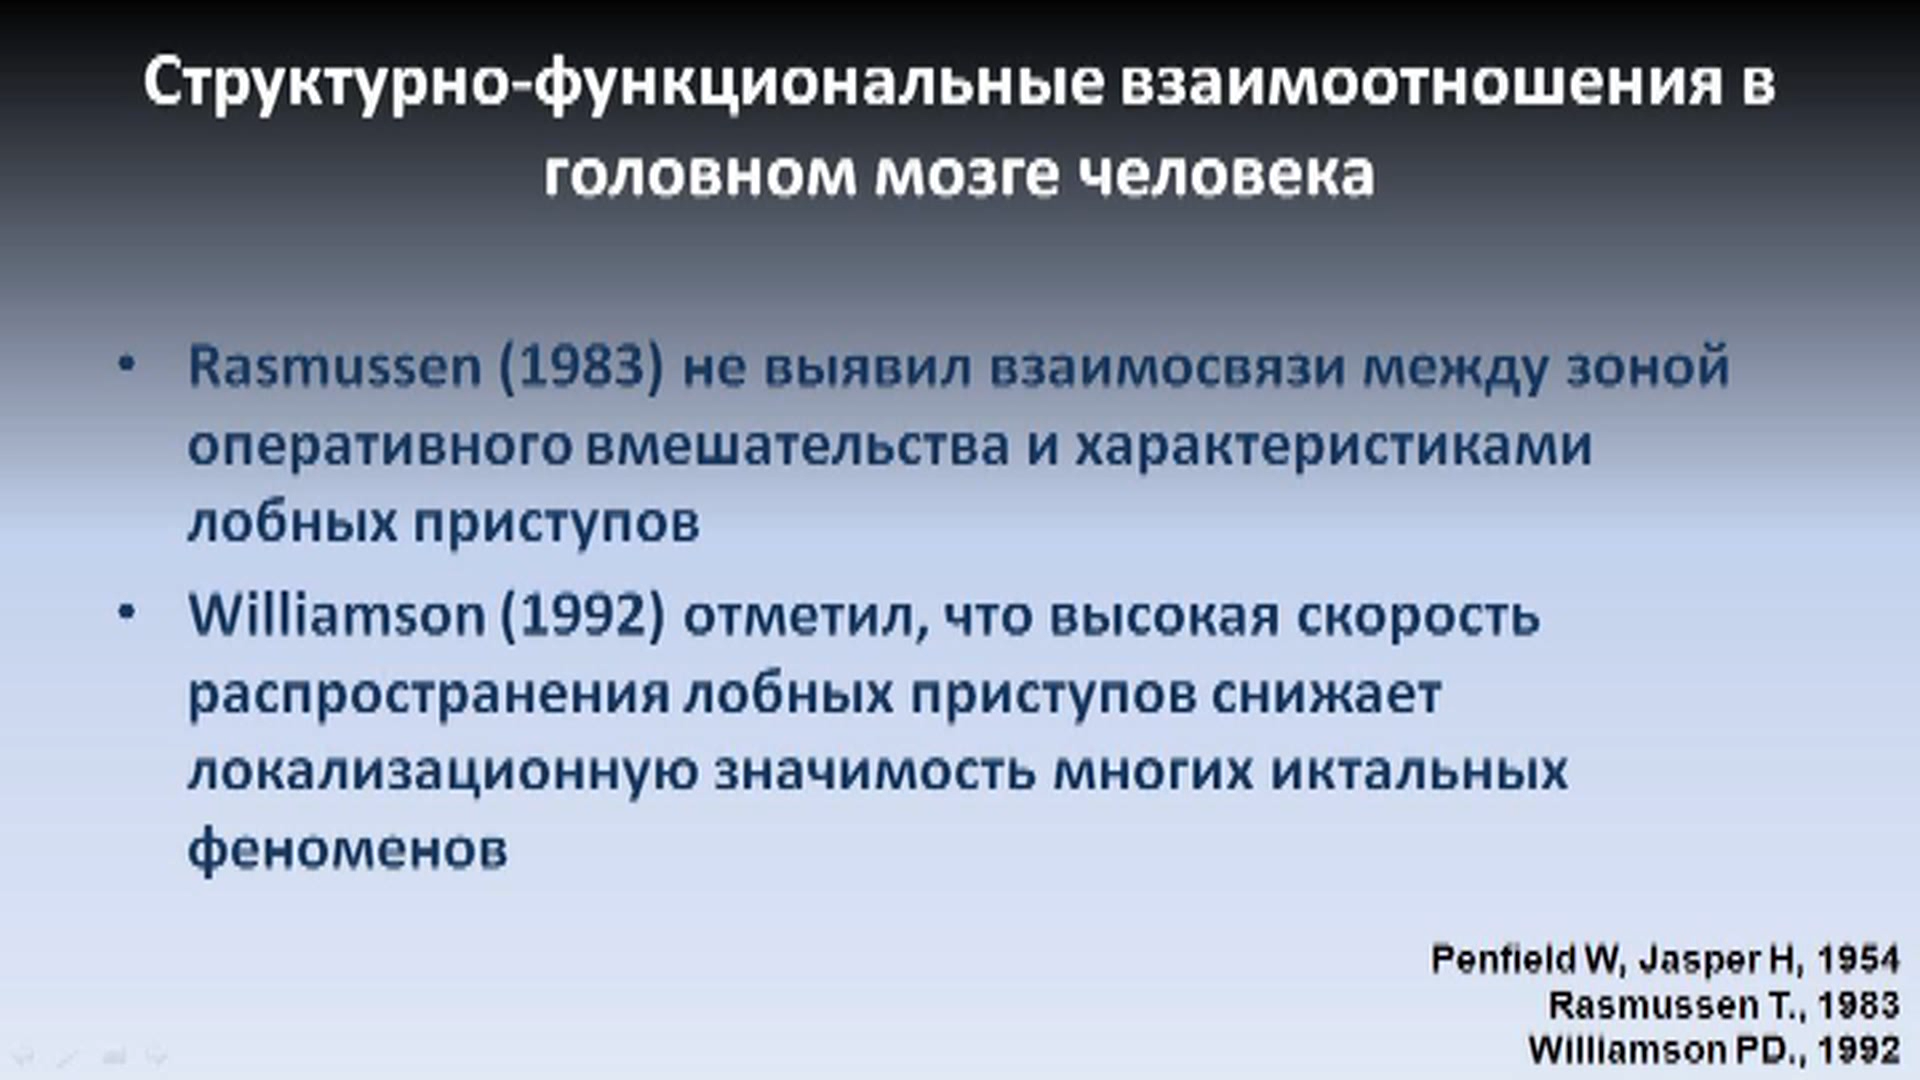 Структурно-функциональные взаимоотношения в
головном мозге человека
• Rasmussen (1983) не выявил взаимосвязи между зоной
оперативного вмешательства и характеристиками
лобных приступов
• Williamson (1992) отметил, что высокая скорость
распространения лобных приступов снижает
локализационную значимость многих иктальных
феноменов
Penfield W, Jasper H, 1954
Rasmussen T., 1983
Williamson PD., 1992